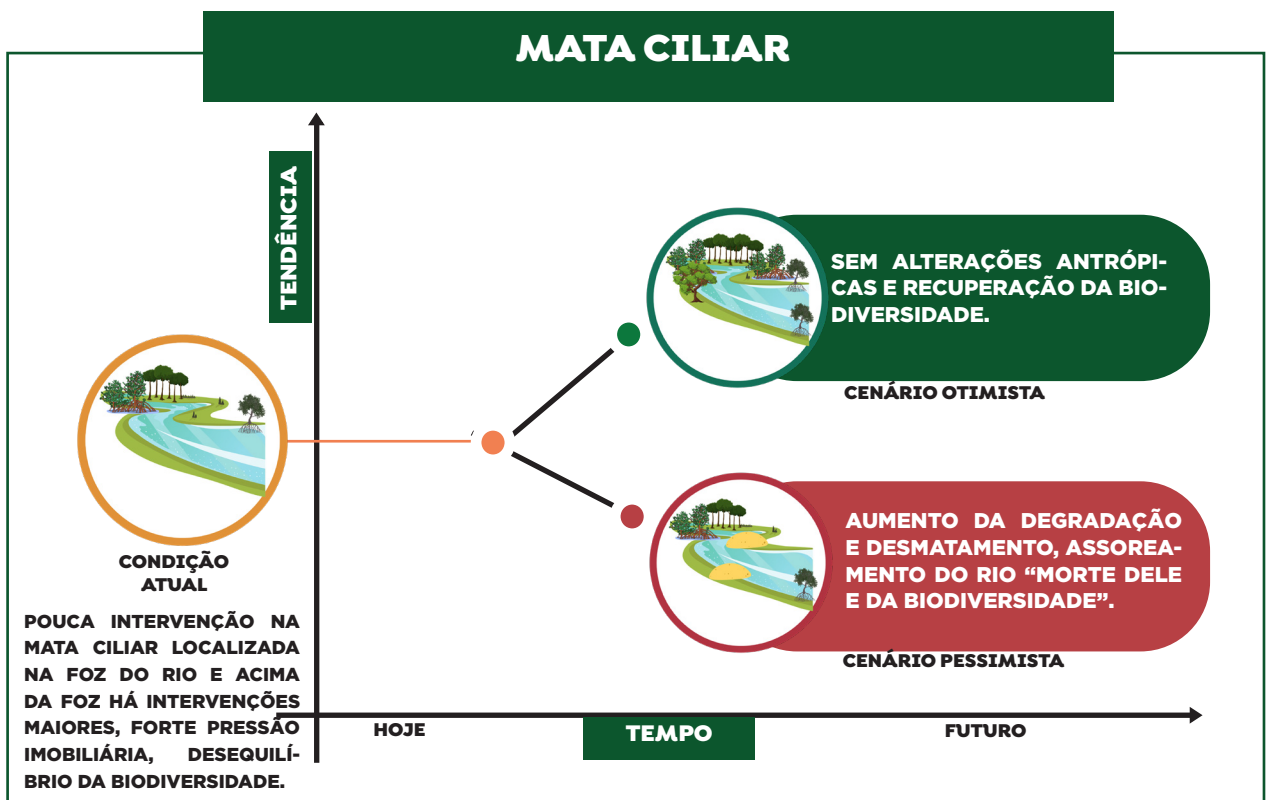 MATA CILIAR
TENDÊNCIA
SEM ALTERAÇÕES ANTRÓPI-
CAS E RECUPERAÇÃO DA BIO-
DIVERSIDADE.
CENÁRIO OTIMISTA
CONDIÇÃO
ATUAL
POUCA INTERVENÇÃO NA
MATA CILIAR LOCALIZADA
NA FOZ DO RIO E ACIMA
DA FOZ HÁ INTERVENÇÕES
MAIORES, FORTE PRESSÃO
IMOBILIÁRIA, DESEQUILÍ-
BRIO DA BIODIVERSIDADE.
AUMENTO DA DEGRADAÇÃO
E DESMATAMENTO, ASSOREA-
MENTO DO RIO “MORTE DELE
E DA BIODIVERSIDADE”.
CENÁRIO PESSIMISTA
HOJE
TEMPO
FUTURO